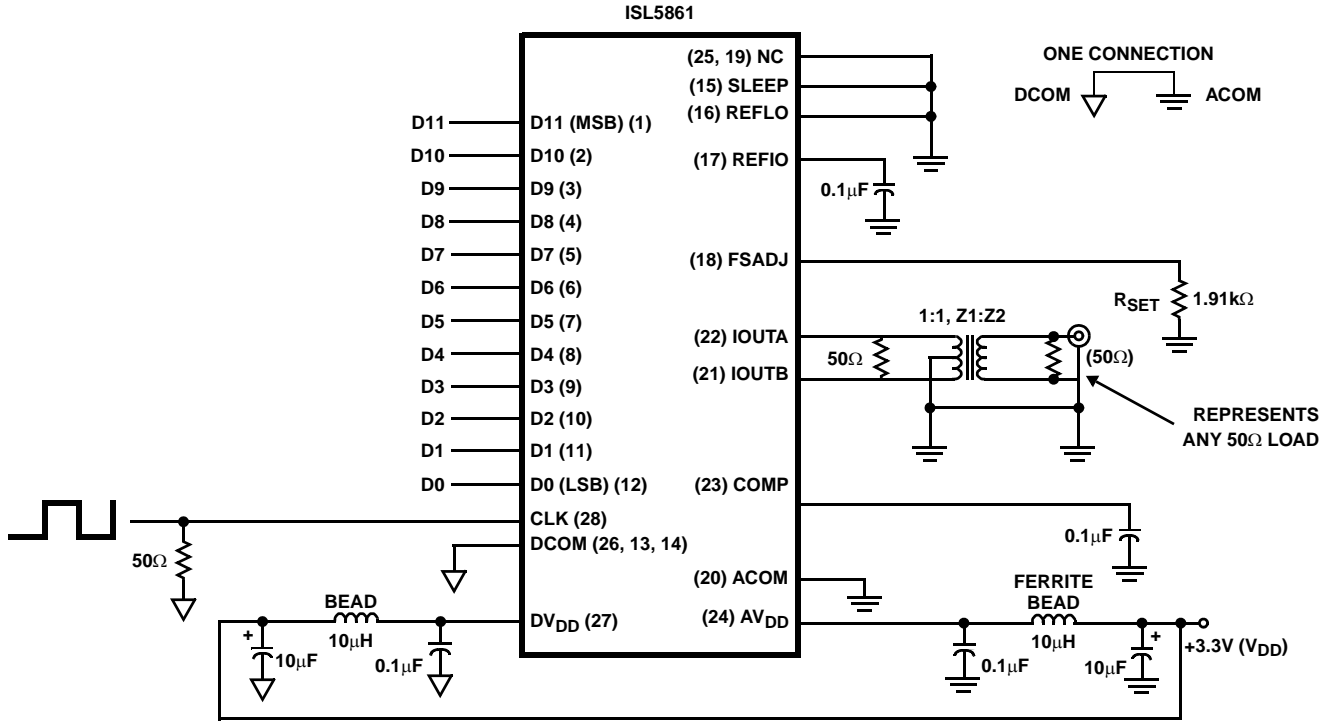 ISL5861
(25, 19) NC
(15) SLEEP
(16) REFLO
(17) REFIO
0.1μF
ONE CONNECTION
DCOM
ACOM
D11
D11 (MSB) (1)
D10
D10 (2)
D9
D9 (3)
D8
D8 (4)
D7
D7 (5)
D6
D6 (6)
D5
D5 (7)
D4
D4 (8)
D3
D3 (9)
D2
D2 (10)
D1
D1 (11)
D0
D0 (LSB) (12)
CLK (28)
50Ω
DCOM (26, 13, 14)
BEAD
DVDD (27)
+
10μF
10μH
0.1μF
(18) FSADJ
RSET
1.91kΩ
1:1, Z1:Z2
(22) IOUTA
50Ω
(50Ω)
(21) IOUTB
REPRESENTS
ANY 50Ω LOAD
(23) COMP
0.1μF
(20) ACOM
FERRITE
BEAD
(24) AVDD
10μH
+
+3.3V (VDD)
0.1μF
10μF